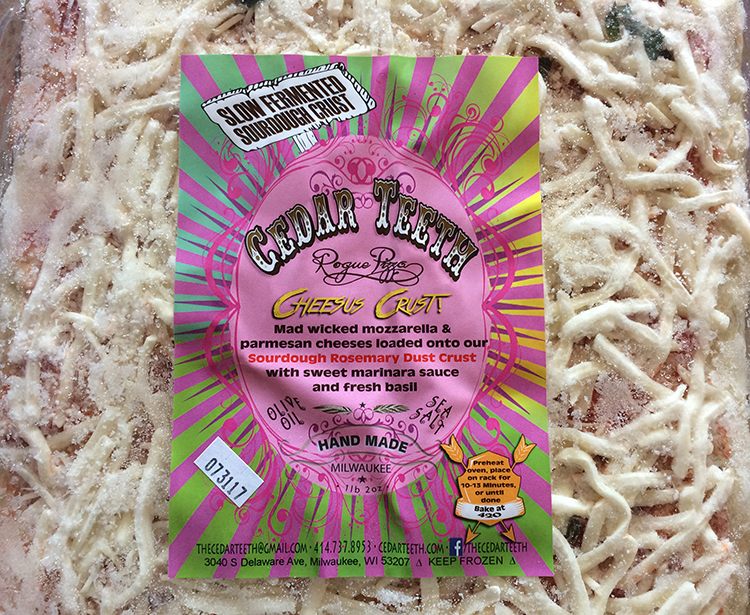 SLOW FERMENTED
SOURDOUGH CRUST
CEDAR TEETH
Rogue Pizza
CHEESUS CRUST!
Mad wicked mozzarella &
parmesan cheeses loaded onto our
Sourdough Rosemary Dust Crust
with sweet marinara sauce
and fresh basil
OLIVE
OIL
SEA
SALT
HAND MADE
MILWAUKEE
1lb 2oz
073117
Preheat
oven, place
on rack for
10-13 Minutes,
or until
done
Bake at
420
THECEDARTEETH@GMAIL.COM · 414.737.8953 · CEDARTEETH.COM · f/THECEDARTEETH
3040 S Delaware Ave, Milwaukee, WI 53207 Δ KEEP FROZEN Δ